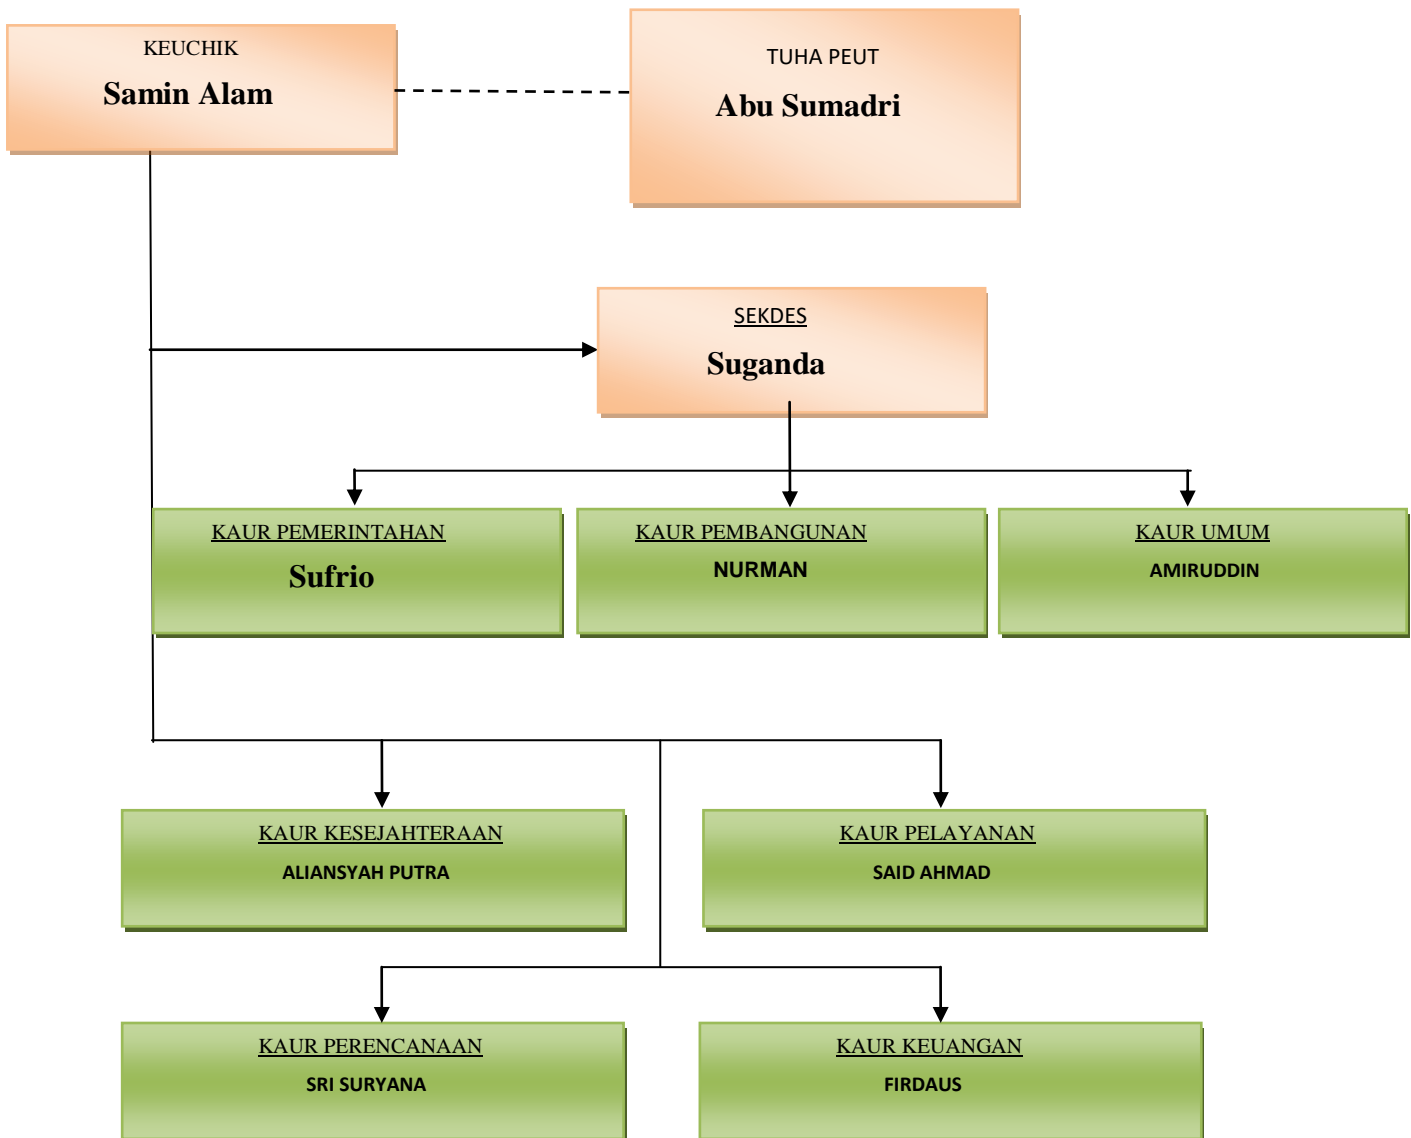 KEUCHIK
Samin Alam
TUHA PEUT
Abu Sumadri
SEKDES
Suganda
KAUR PEMERINTAHAN
Sufrio
KAUR PEMBANGUNAN
NURMAN
KAUR UMUM
AMIRUDDIN
KAUR KESEJAHTERAAN
ALIANSYAH PUTRA
KAUR PELAYANAN
SAID AHMAD
KAUR PERENCANAAN
SRI SURYANA
KAUR KEUANGAN
FIRDAUS